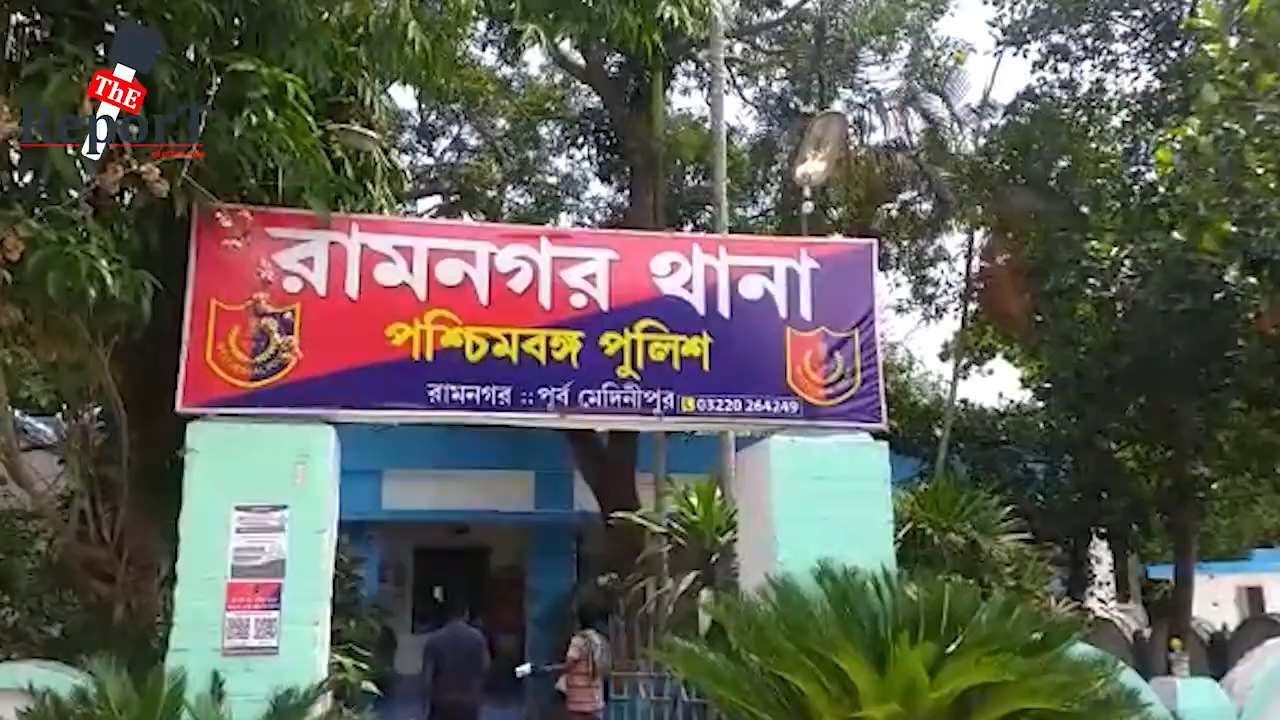 ThE
RePorT
রামনগর থানা
পশ্চিমবঙ্গ পুলিশ
রামনগর :: পূর্ব মেদিনীপুর 03220 264249